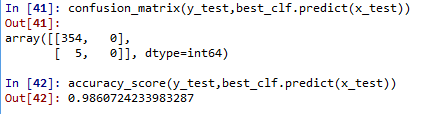 In [41]: confusion_matrix(y_test,best_clf.predict(x_test))
Out[41]:
array([[354,   0],
       [  5,   0]], dtype=int64)
In [42]: accuracy_score(y_test,best_clf.predict(x_test))
Out[42]: 0.9860724233983287